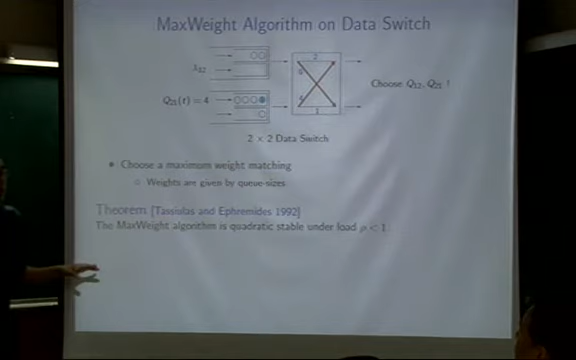 MaxWeight Algorithm on Data Switch
λ₁₂
Q₂₁(t) = 4
Choose Q₁₂, Q₂₁ !
2 × 2 Data Switch
Choose a maximum weight matching
Weights are given by queue-sizes
Theorem [Tassiulas and Ephremides 1992]
The MaxWeight algorithm is quadratic stable under load ρ < 1.